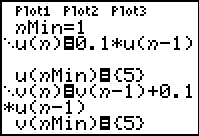 Plot1 Plot2 Plot3
nMin=1
u(n)=0.1*u(n-1)
u(nMin)={5}
v(n)=v(n-1)+0.1
*u(n-1)
v(nMin)={5}